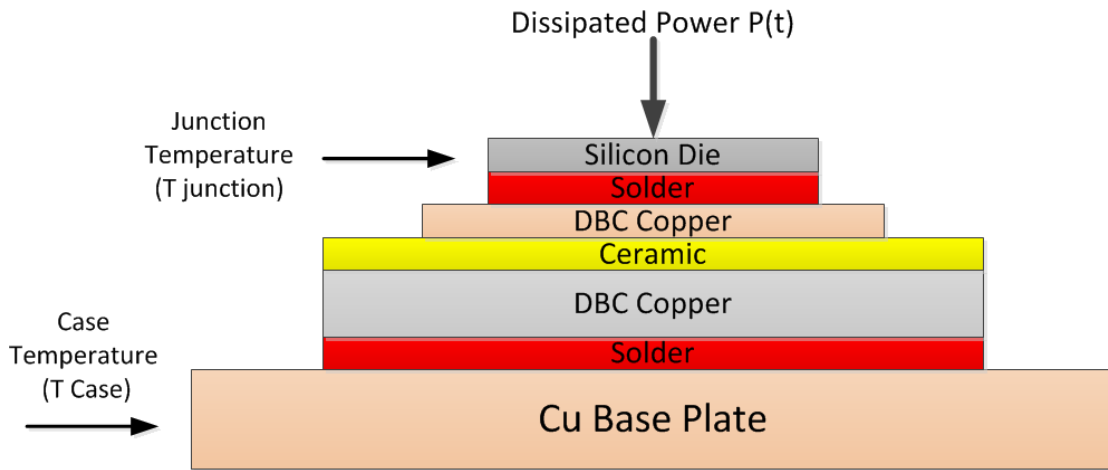 Dissipated Power P(t)
Junction
Temperature
(T junction)
Silicon Die
Solder
DBC Copper
Ceramic
DBC Copper
Solder
Case
Temperature
(T Case)
Cu Base Plate